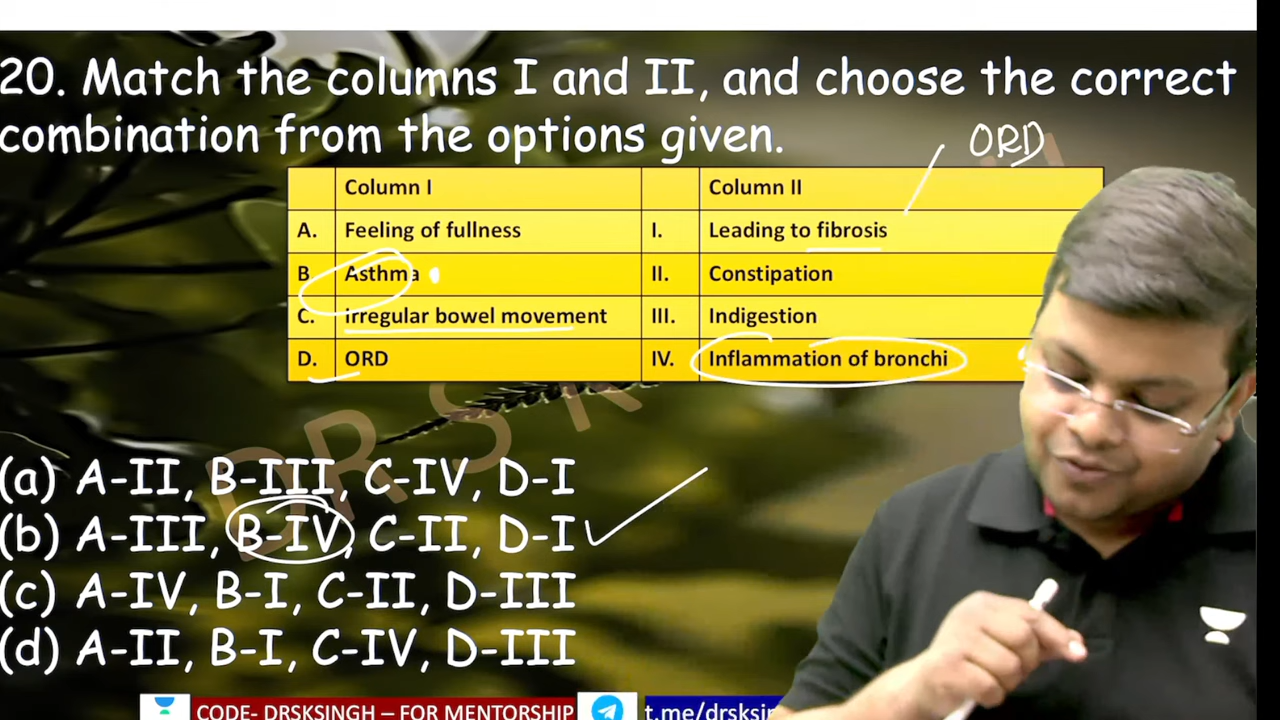 20. Match the columns I and II, and choose the correct
combination from the options given.
ORD
Column I Column II
A. Feeling of fullness I. Leading to fibrosis
B Asthma II. Constipation
C. irregular bowel movement III. Indigestion
D. ORD IV. Inflammation of bronchi
DR S K
(a) A-II, B-III, C-IV, D-I
(b) A-III, B-IV, C-II, D-I
(c) A-IV, B-I, C-II, D-III
(d) A-II, B-I, C-IV, D-III
CODE- DRSKSINGH – FOR MENTORSHIP t.me/drsksin